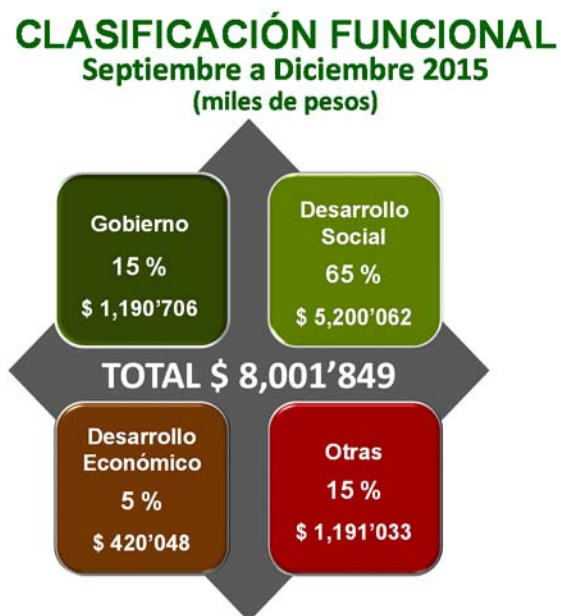 CLASIFICACIÓN FUNCIONAL
Septiembre a Diciembre 2015
(miles de pesos)
Gobierno
15 %
$ 1,190’706
Desarrollo
Social
65 %
$ 5,200’062
TOTAL $ 8,001’849
Desarrollo
Económico
5 %
$ 420’048
Otras
15 %
$ 1,191’033